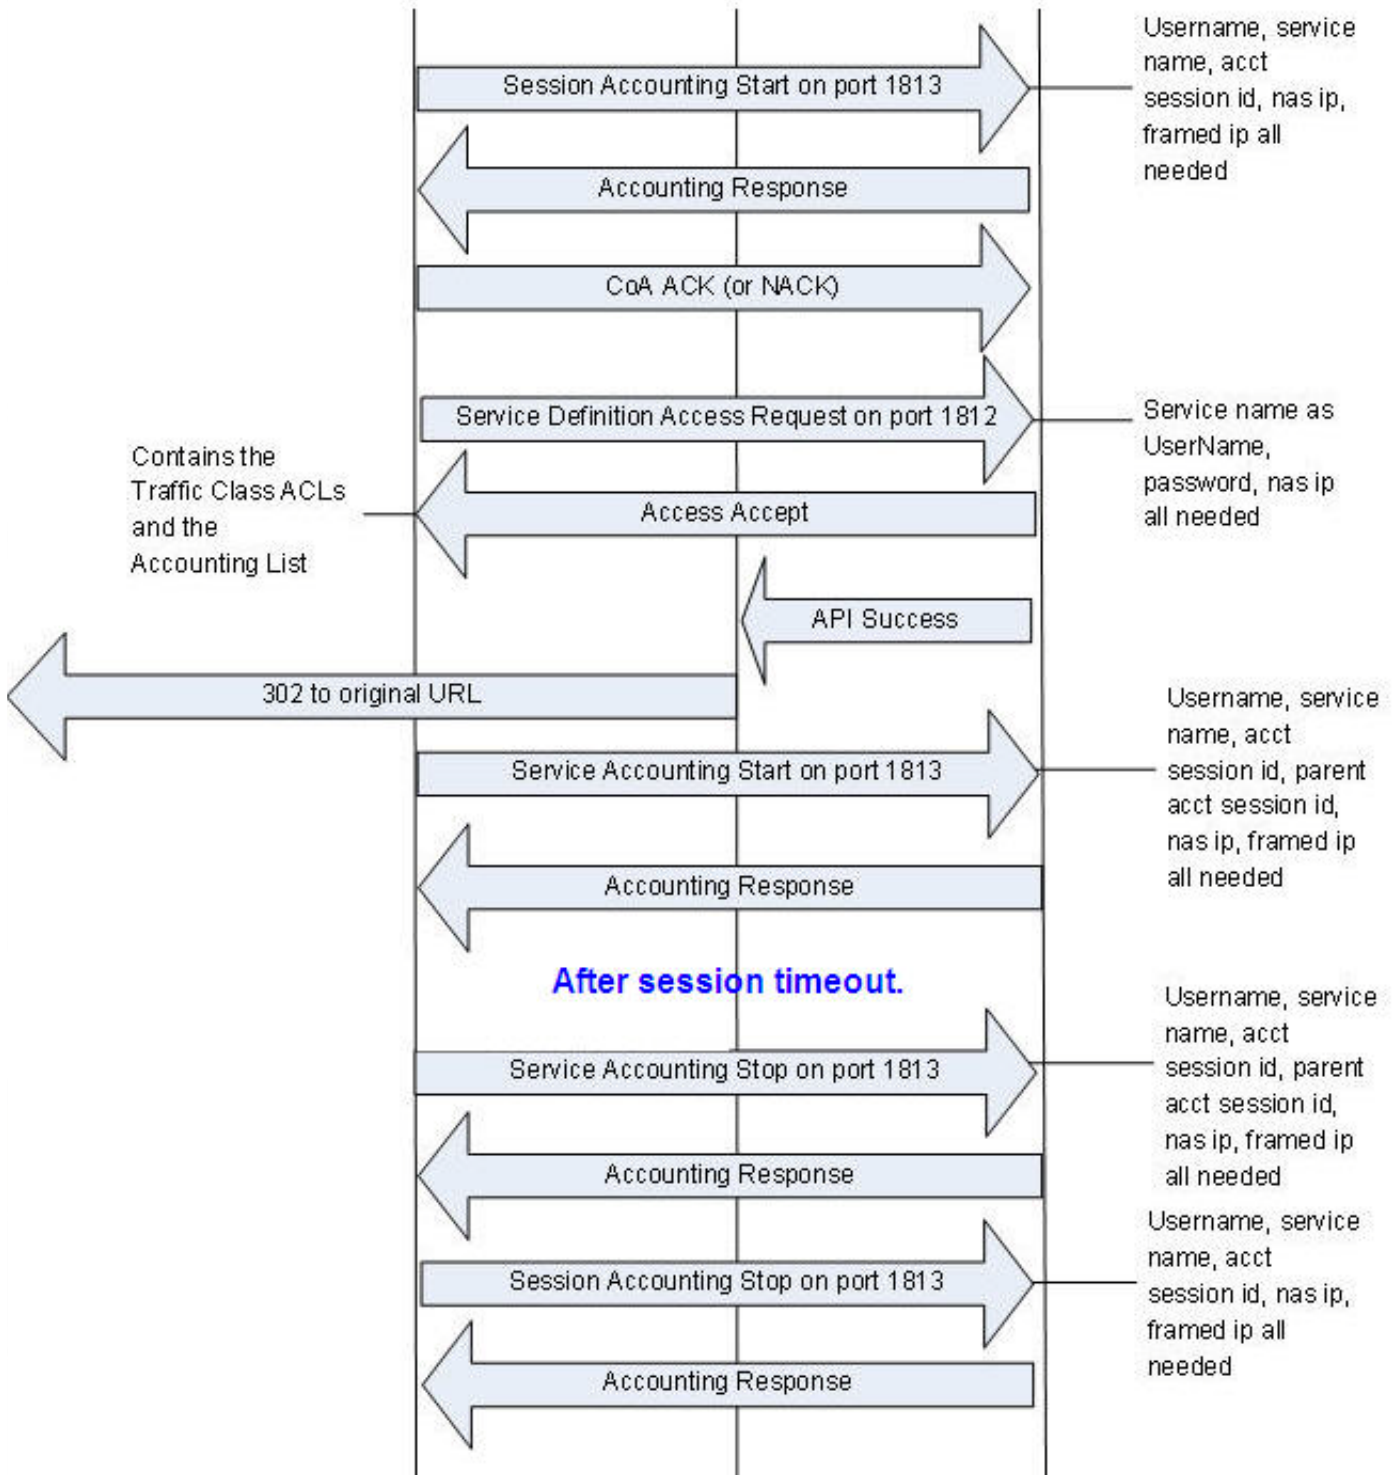 Session Accounting Start on port 1813
Username, service
name, acct
session id, nas ip,
framed ip all
needed
Accounting Response
CoA ACK (or NACK)
Service Definition Access Request on port 1812
Service name as
UserName,
password, nas ip
all needed
Contains the
Traffic Class ACLs
and the
Accounting List
Access Accept
API Success
302 to original URL
Service Accounting Start on port 1813
Username, service
name, acct
session id, parent
acct session id,
nas ip, framed ip
all needed
Accounting Response
After session timeout.
Service Accounting Stop on port 1813
Username, service
name, acct
session id, parent
acct session id,
nas ip, framed ip
all needed
Accounting Response
Session Accounting Stop on port 1813
Username, service
name, acct
session id, nas ip,
framed ip all
needed
Accounting Response